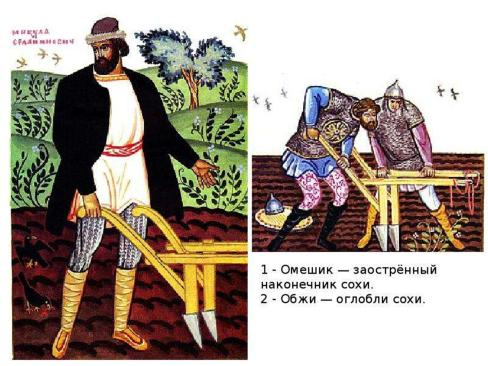 МИКУЛА
И
СЕЛЯНИНОВИЧ
1 - Омешик — заострённый
наконечник сохи.
2 - Обжи — оглобли сохи.